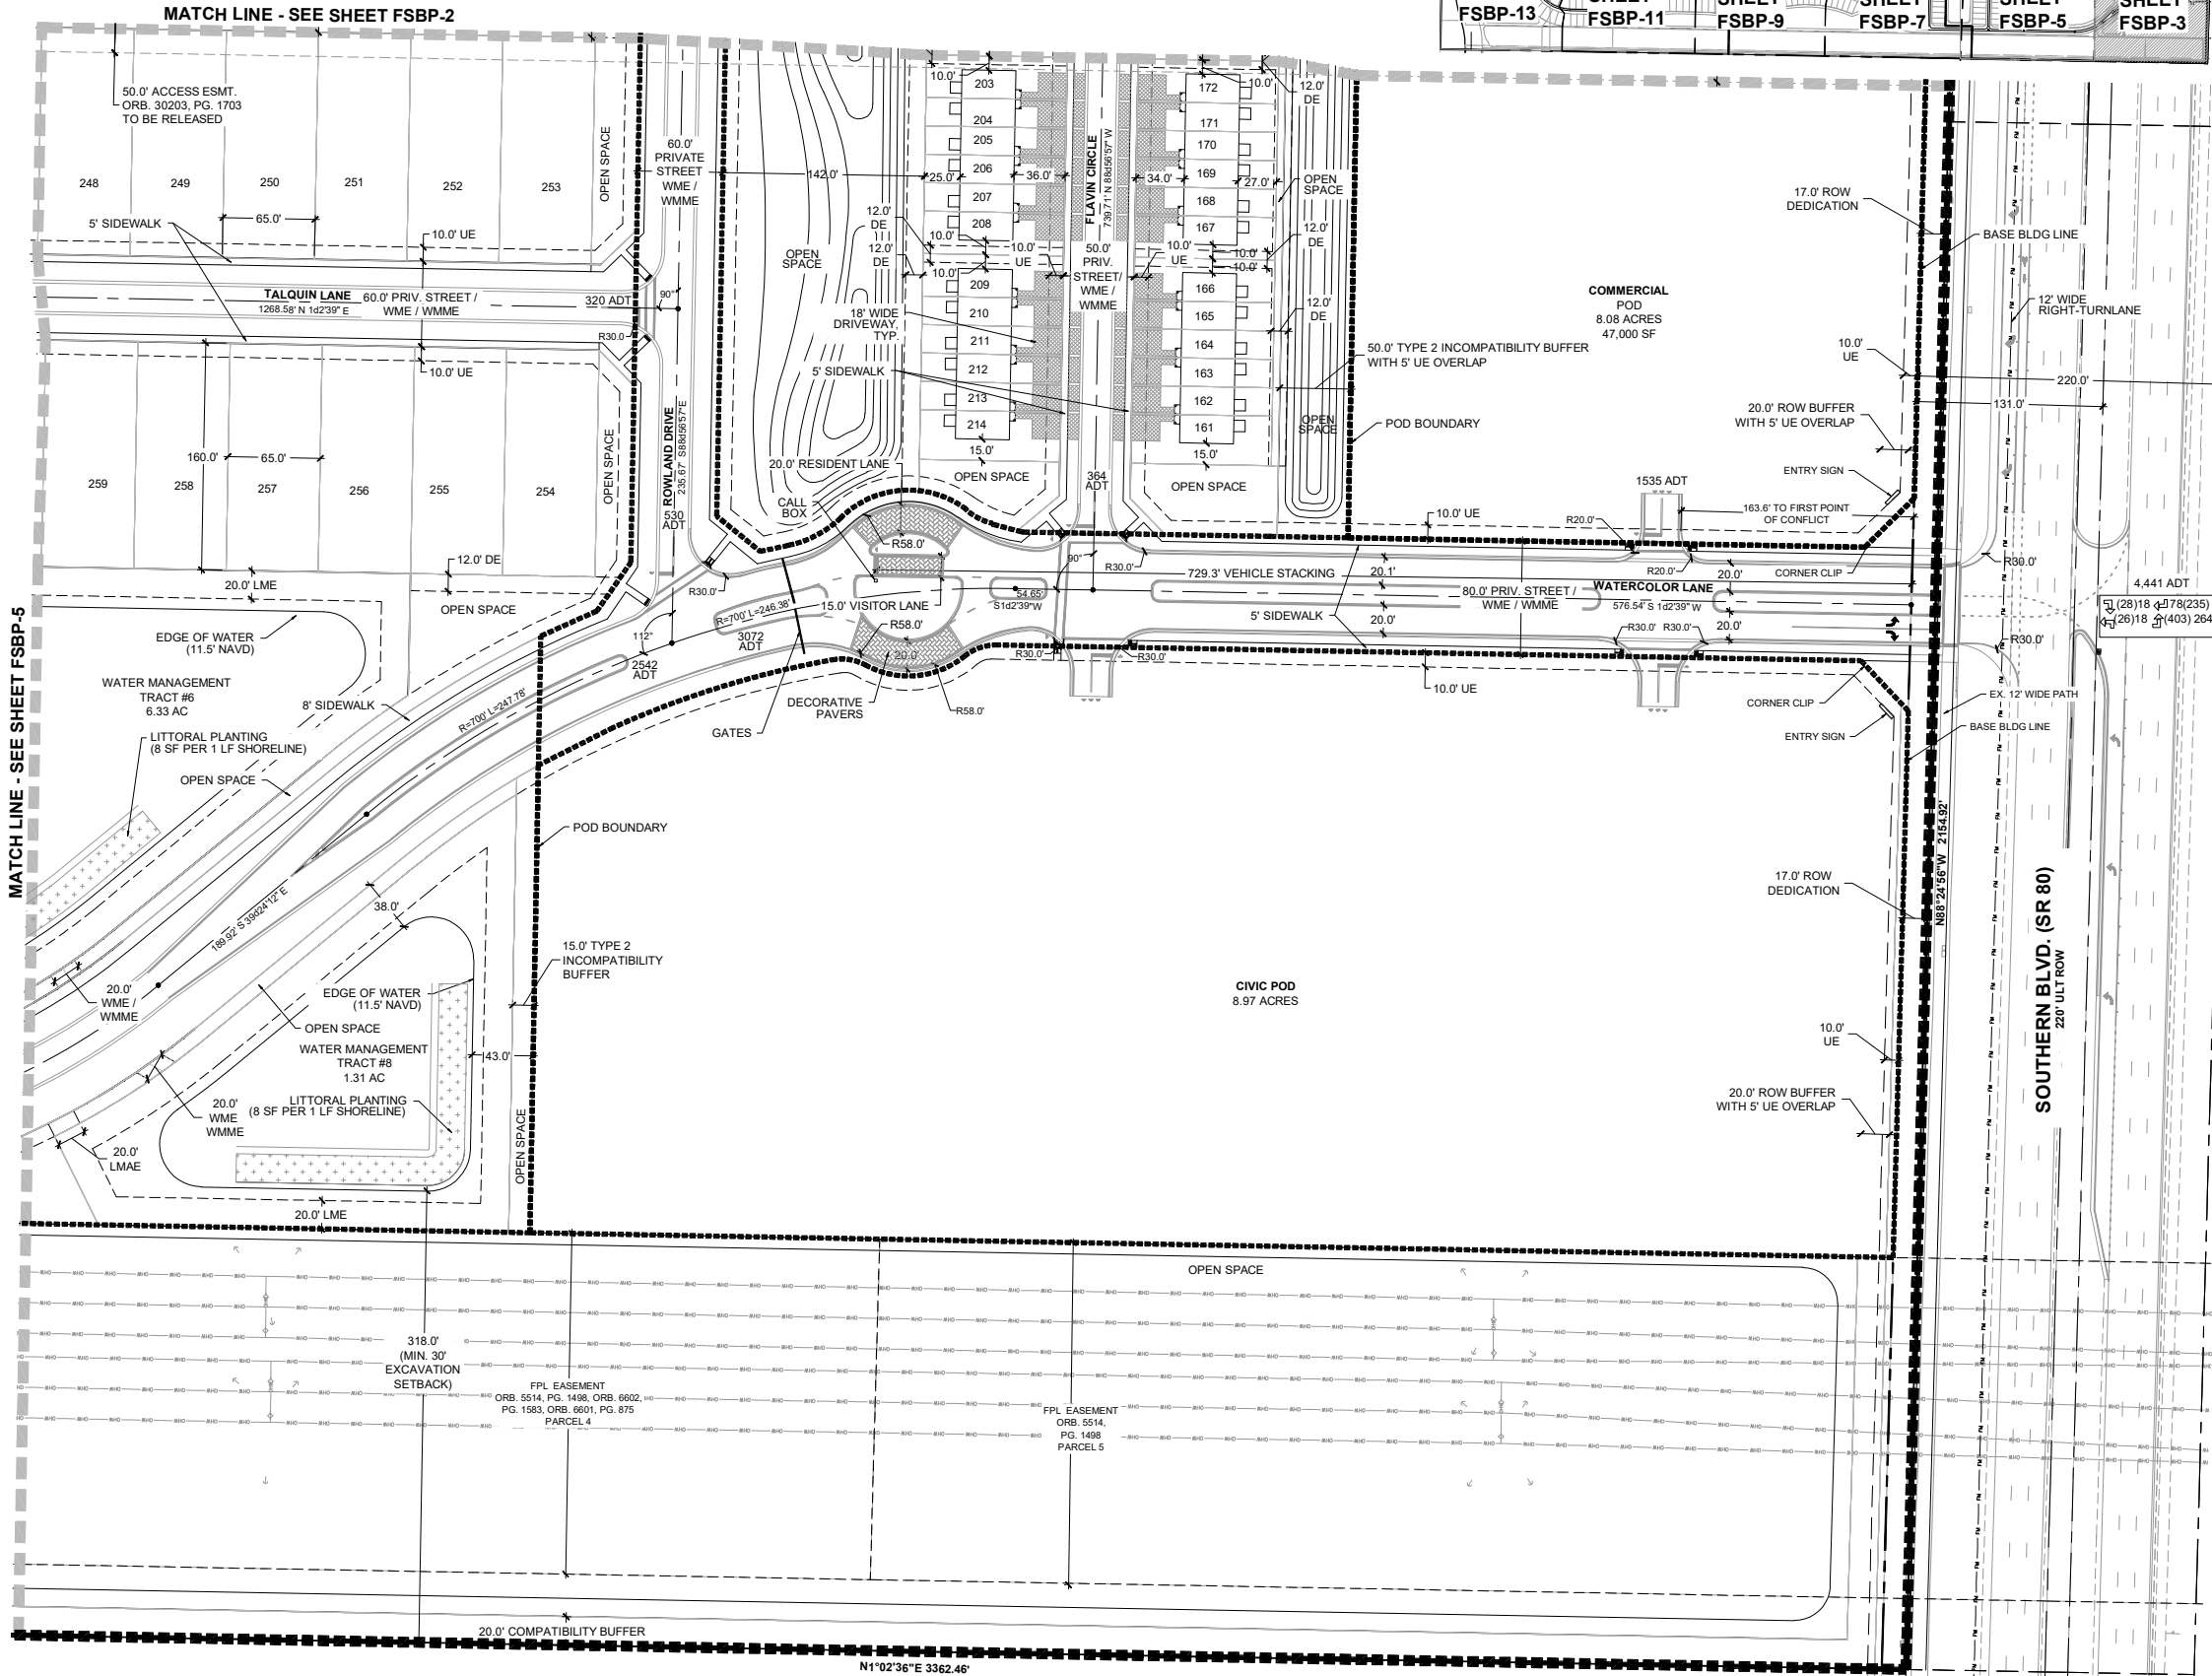 MATCH LINE - SEE SHEET FSBP-2
FSBP-13
FSBP-11
FSBP-9
FSBP-7
FSBP-5
FSBP-3
50.0' ACCESS ESMT.
ORB. 30203, PG. 1703
TO BE RELEASED
248
249
250
251
252
253
OPEN SPACE
65.0'
5' SIDEWALK
10.0' UE
60.0'
PRIVATE
STREET
WME /
WMME
142.0'
TALQUIN LANE
1268.58' N 1d2'39" E
60.0' PRIV. STREET /
WME / WMME
320 ADT
90°
R30.0'
10.0' UE
160.0'
65.0'
259
258
257
256
255
254
OPEN SPACE
ROWLAND DRIVE
235.67' S88d56'57"E
530
ADT
12.0' DE
20.0' LME
OPEN SPACE
OPEN
SPACE
10.0'
203
204
205
206
207
208
25.0'
36.0'
12.0'
DE
12.0'
DE
10.0'
10.0'
10.0'
UE
209
210
211
212
213
214
15.0'
OPEN SPACE
18' WIDE
DRIVEWAY,
TYP.
5' SIDEWALK
FLAVIN CIRCLE
739.71' N 88d56'57" W
50.0'
PRIV.
STREET/
WME /
WMME
364
ADT
10.0'
12.0'
DE
172
171
170
169
168
167
34.0'
27.0'
10.0'
UE
10.0'
10.0'
166
165
164
163
162
161
15.0'
OPEN SPACE
OPEN
SPACE
12.0'
DE
12.0'
DE
OPEN
SPACE
50.0' TYPE 2 INCOMPATIBILITY BUFFER
WITH 5' UE OVERLAP
POD BOUNDARY
COMMERCIAL
POD
8.08 ACRES
47,000 SF
17.0' ROW
DEDICATION
BASE BLDG LINE
12' WIDE
RIGHT-TURNLANE
10.0'
UE
220.0'
131.0'
20.0' ROW BUFFER
WITH 5' UE OVERLAP
ENTRY SIGN
1535 ADT
163.6' TO FIRST POINT
OF CONFLICT
R20.0'
R20.0'
CORNER CLIP
R30.0'
4,441 ADT
(28)18 178(235)
(26)18 (403) 264
20.0' RESIDENT LANE
CALL
BOX
R58.0'
R30.0'
15.0' VISITOR LANE
R=700' L=246.38'
3072
ADT
R58.0'
20.0'
54.65'
S1d2'39"W
90°
R30.0'
10.0' UE
729.3' VEHICLE STACKING
20.1'
20.0'
5' SIDEWALK
80.0' PRIV. STREET /
WME / WMME
WATERCOLOR LANE
576.54' S 1d2'39" W
20.0'
20.0'
R30.0'
R30.0'
R30.0'
R30.0'
R30.0'
10.0' UE
112°
2542
ADT
DECORATIVE
PAVERS
R58.0'
GATES
CORNER CLIP
ENTRY SIGN
EX. 12' WIDE PATH
BASE BLDG LINE
MATCH LINE - SEE SHEET FSBP-5
EDGE OF WATER
(11.5' NAVD)
WATER MANAGEMENT
TRACT #6
6.33 AC
8' SIDEWALK
LITTORAL PLANTING
(8 SF PER 1 LF SHORELINE)
OPEN SPACE
R=700' L=247.78'
POD BOUNDARY
189.92' S 39d24'12" E
38.0'
15.0' TYPE 2
INCOMPATIBILITY
BUFFER
20.0'
WME /
WMME
EDGE OF WATER
(11.5' NAVD)
OPEN SPACE
WATER MANAGEMENT
TRACT #8
1.31 AC
43.0'
LITTORAL PLANTING
(8 SF PER 1 LF SHORELINE)
20.0'
WME
WMME
20.0'
LMAE
OPEN SPACE
20.0' LME
CIVIC POD
8.97 ACRES
17.0' ROW
DEDICATION
N88°24'56"W 2154.92'
SOUTHERN BLVD. (SR 80)
220' ULT ROW
10.0'
UE
20.0' ROW BUFFER
WITH 5' UE OVERLAP
OPEN SPACE
318.0'
(MIN. 30'
EXCAVATION
SETBACK)
FPL EASEMENT
ORB. 5514, PG. 1498, ORB. 6602,
PG. 1583, ORB. 6601, PG. 875
PARCEL 4
FPL EASEMENT
ORB. 5514,
PG. 1498
PARCEL 5
20.0' COMPATIBILITY BUFFER
N1°02'36"E 3362.46'